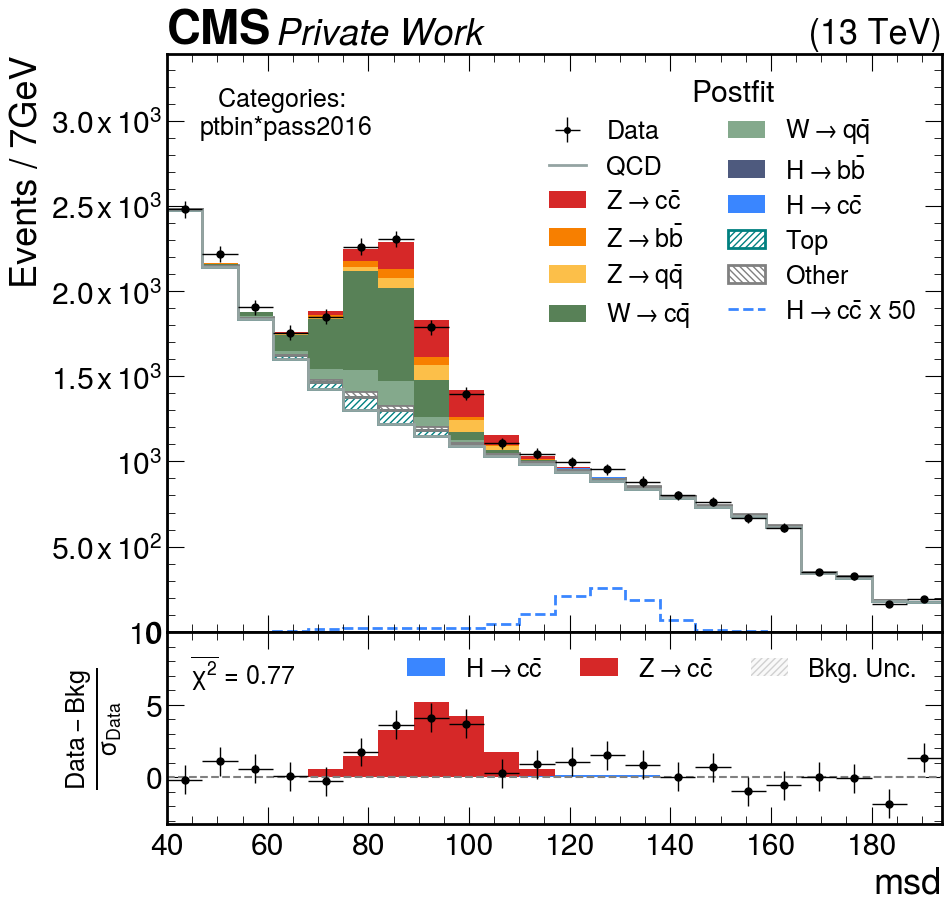 CMS Private Work (13 TeV)
Events / 7GeV
Categories:
ptbin*pass2016
Postfit
Data
QCD
Z→cc̄
Z→bb̄
Z→qq̄
W→cq̄
W→qq̄
H→bb̄
H→cc̄
Top
Other
H→cc̄ x 50
3.0 x 10³
2.5 x 10³
2.0 x 10³
1.5 x 10³
10³
5.0 x 10²
0
10
5
0
Data − Bkg
σ_Data
χ̅²̅ = 0.77
H→cc̄
Z→cc̄
Bkg. Unc.
40 60 80 100 120 140 160 180
msd